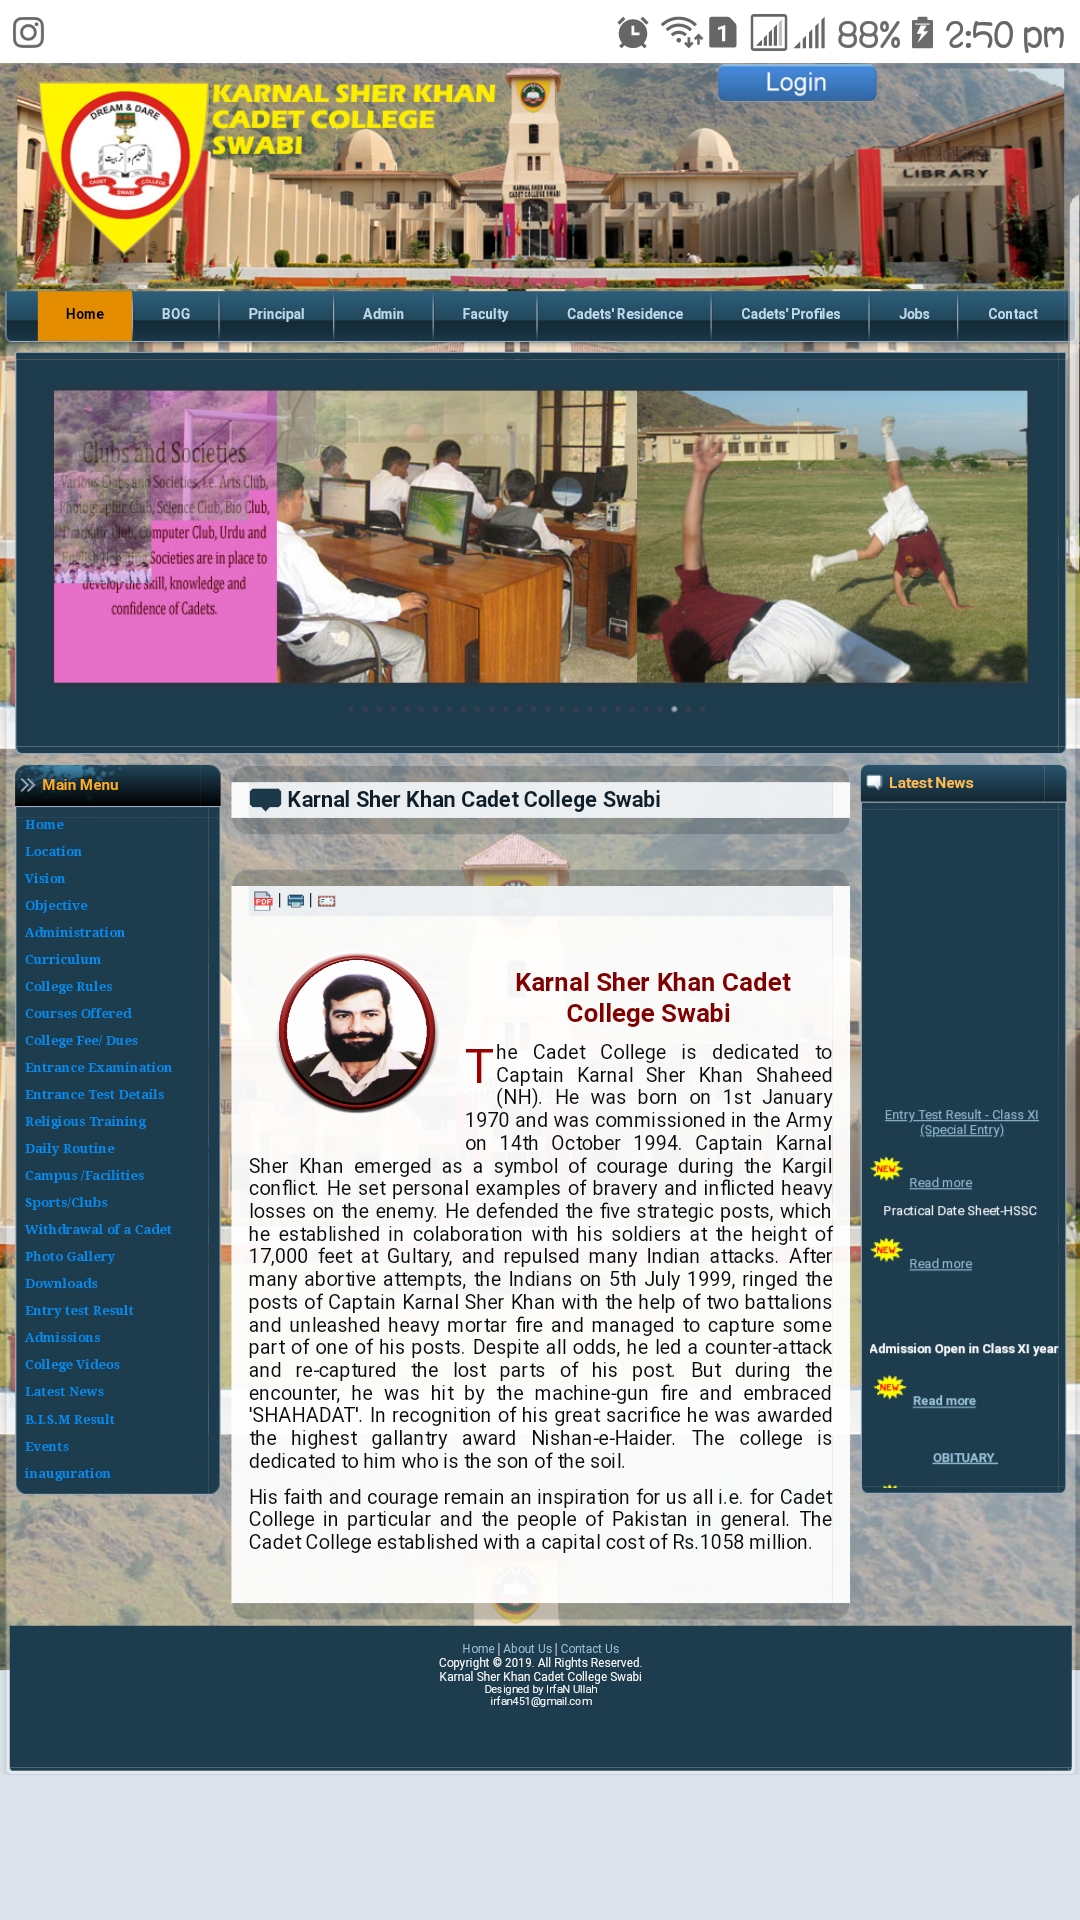 88% 2:50 pm
Login
KARNAL SHER KHAN
CADET COLLEGE
SWABI
DREAM & DARE
تعلیم و تربیت
CADET COLLEGE
SWABI
KARNAL SHER KHAN
CADET COLLEGE SWABI
LIBRARY
Home
BOG
Principal
Admin
Faculty
Cadets' Residence
Cadets' Profiles
Jobs
Contact
Clubs and Societies
Various Clubs and Societies, i.e. Arts Club,
Photographic Club, Science Club, Bio Club,
Dramatic Club, Computer Club, Urdu and
English Societies are in place to
develop the skill, knowledge and
confidence of Cadets.
Main Menu
Home
Location
Vision
Objective
Administration
Curriculum
College Rules
Courses Offered
College Fee/ Dues
Entrance Examination
Entrance Test Details
Religious Training
Daily Routine
Campus /Facilities
Sports/Clubs
Withdrawal of a Cadet
Photo Gallery
Downloads
Entry test Result
Admissions
College Videos
Latest News
B.I.S.M Result
Events
inauguration
Karnal Sher Khan Cadet College Swabi
PDF | |
Karnal Sher Khan Cadet
College Swabi
The Cadet College is dedicated to
Captain Karnal Sher Khan Shaheed
(NH). He was born on 1st January
1970 and was commissioned in the Army
on 14th October 1994. Captain Karnal
Sher Khan emerged as a symbol of courage during the Kargil
conflict. He set personal examples of bravery and inflicted heavy
losses on the enemy. He defended the five strategic posts, which
he established in colaboration with his soldiers at the height of
17,000 feet at Gultary, and repulsed many Indian attacks. After
many abortive attempts, the Indians on 5th July 1999, ringed the
posts of Captain Karnal Sher Khan with the help of two battalions
and unleashed heavy mortar fire and managed to capture some
part of one of his posts. Despite all odds, he led a counter-attack
and re-captured the lost parts of his post. But during the
encounter, he was hit by the machine-gun fire and embraced
'SHAHADAT'. In recognition of his great sacrifice he was awarded
the highest gallantry award Nishan-e-Haider. The college is
dedicated to him who is the son of the soil.
His faith and courage remain an inspiration for us all i.e. for Cadet
College in particular and the people of Pakistan in general. The
Cadet College established with a capital cost of Rs.1058 million.
Latest News
Entry Test Result - Class XI
(Special Entry)
NEW Read more
Practical Date Sheet-HSSC
NEW Read more
Admission Open in Class XI year
NEW Read more
OBITUARY
Home | About Us | Contact Us
Copyright © 2019. All Rights Reserved.
Karnal Sher Khan Cadet College Swabi
Designed by IrfaN Ullah
irfan451@gmail.com